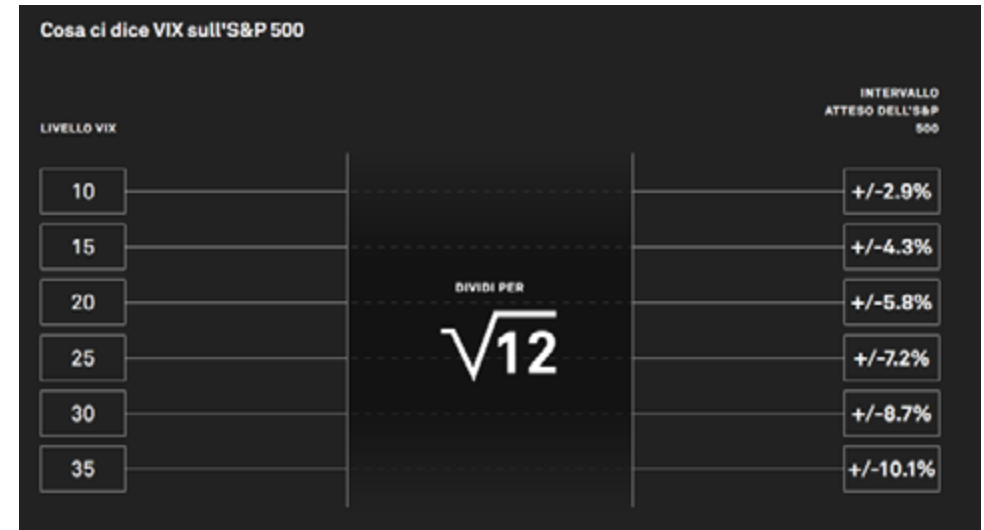 Cosa ci dice VIX sull'S&P 500
INTERVALLO
ATTESO DELL'S&P
500
LIVELLO VIX
10
+/-2.9%
15
+/-4.3%
20
+/-5.8%
25
+/-7.2%
30
+/-8.7%
35
+/-10.1%
DIVIDI PER
√12